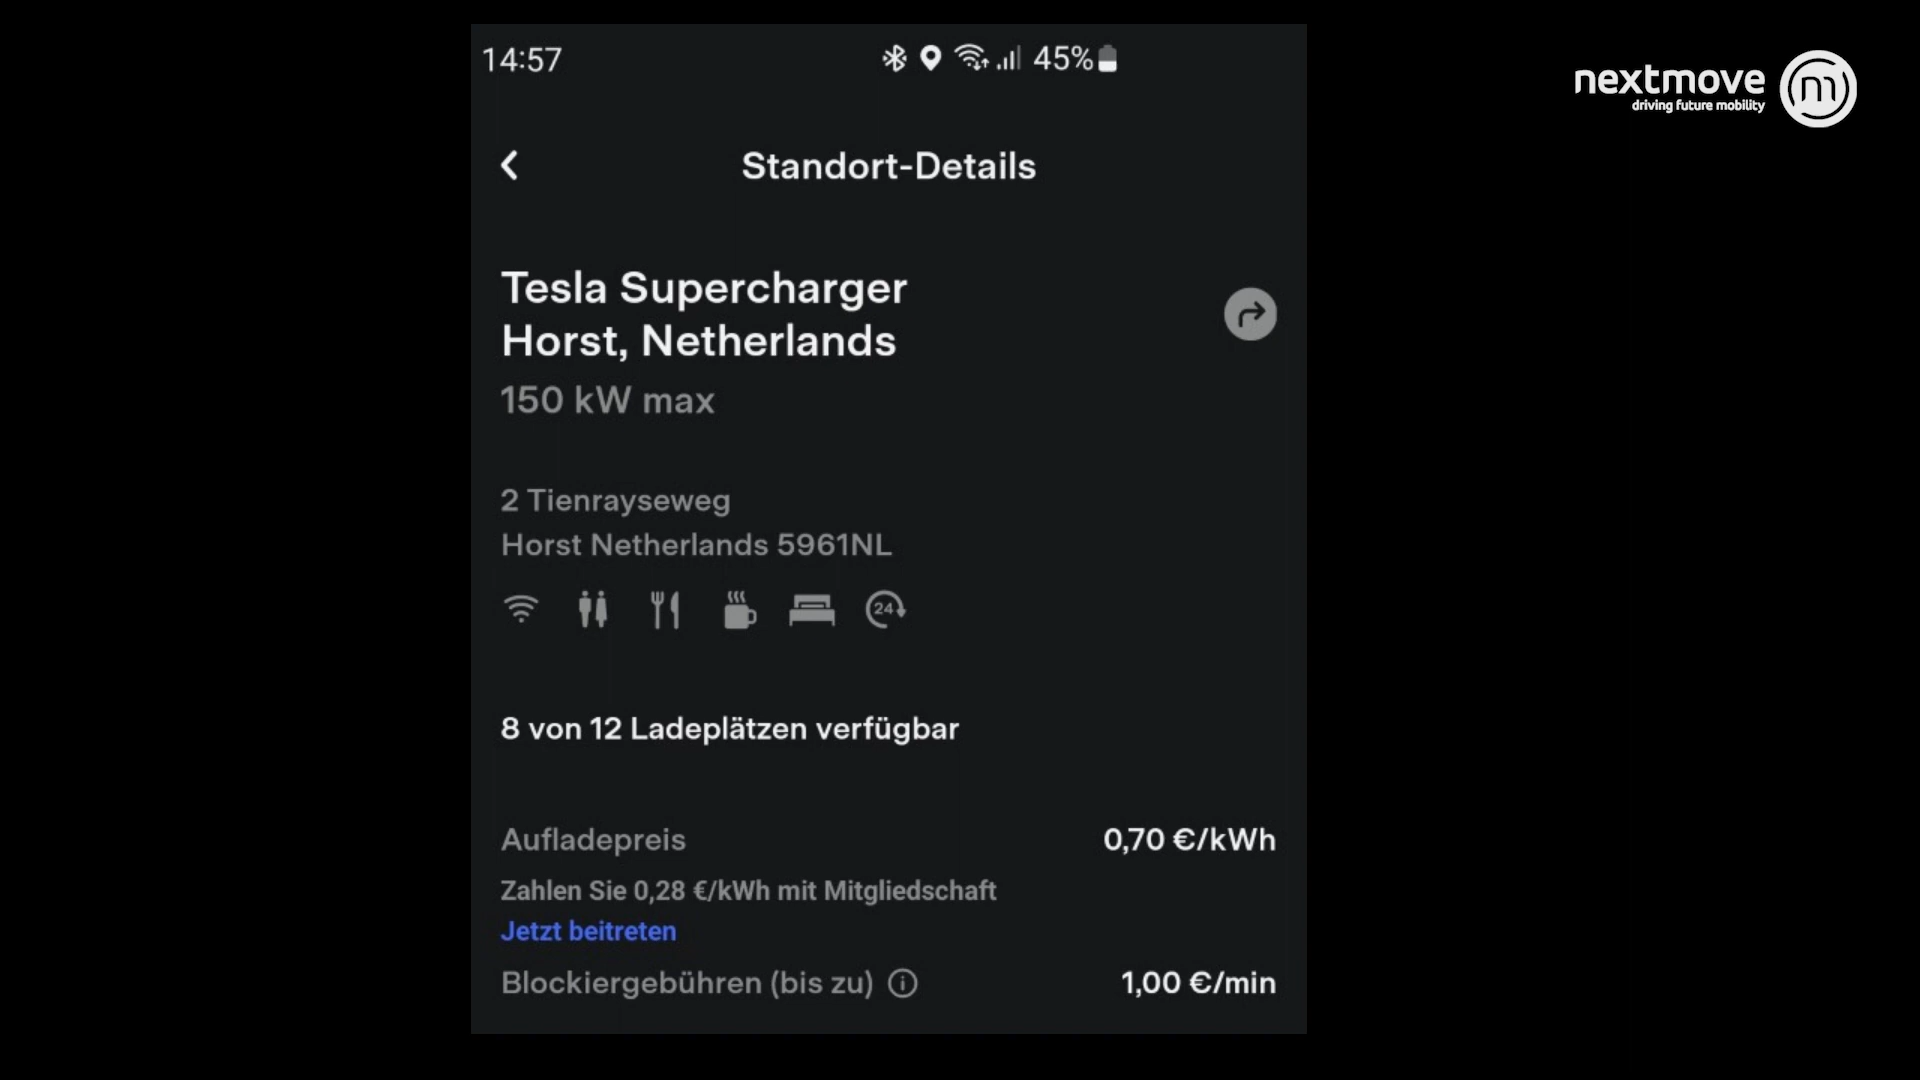 14:57
45%
nextmove
driving future mobility
Standort-Details
Tesla Supercharger
Horst, Netherlands
150 kW max
2 Tienrayseweg
Horst Netherlands 5961NL
24
8 von 12 Ladeplätzen verfügbar
Aufladepreis 0,70 €/kWh
Zahlen Sie 0,28 €/kWh mit Mitgliedschaft
Jetzt beitreten
Blockiergebühren (bis zu) 1,00 €/min